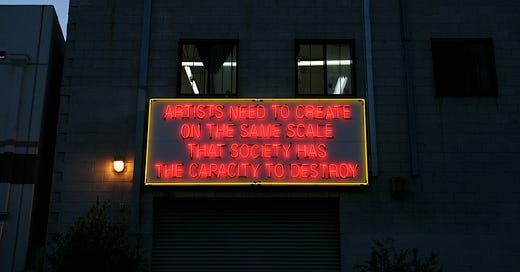 ARTISTS NEED TO CREATE
ON THE SAME SCALE
THAT SOCIETY HAS
THE CAPACITY TO DESTROY